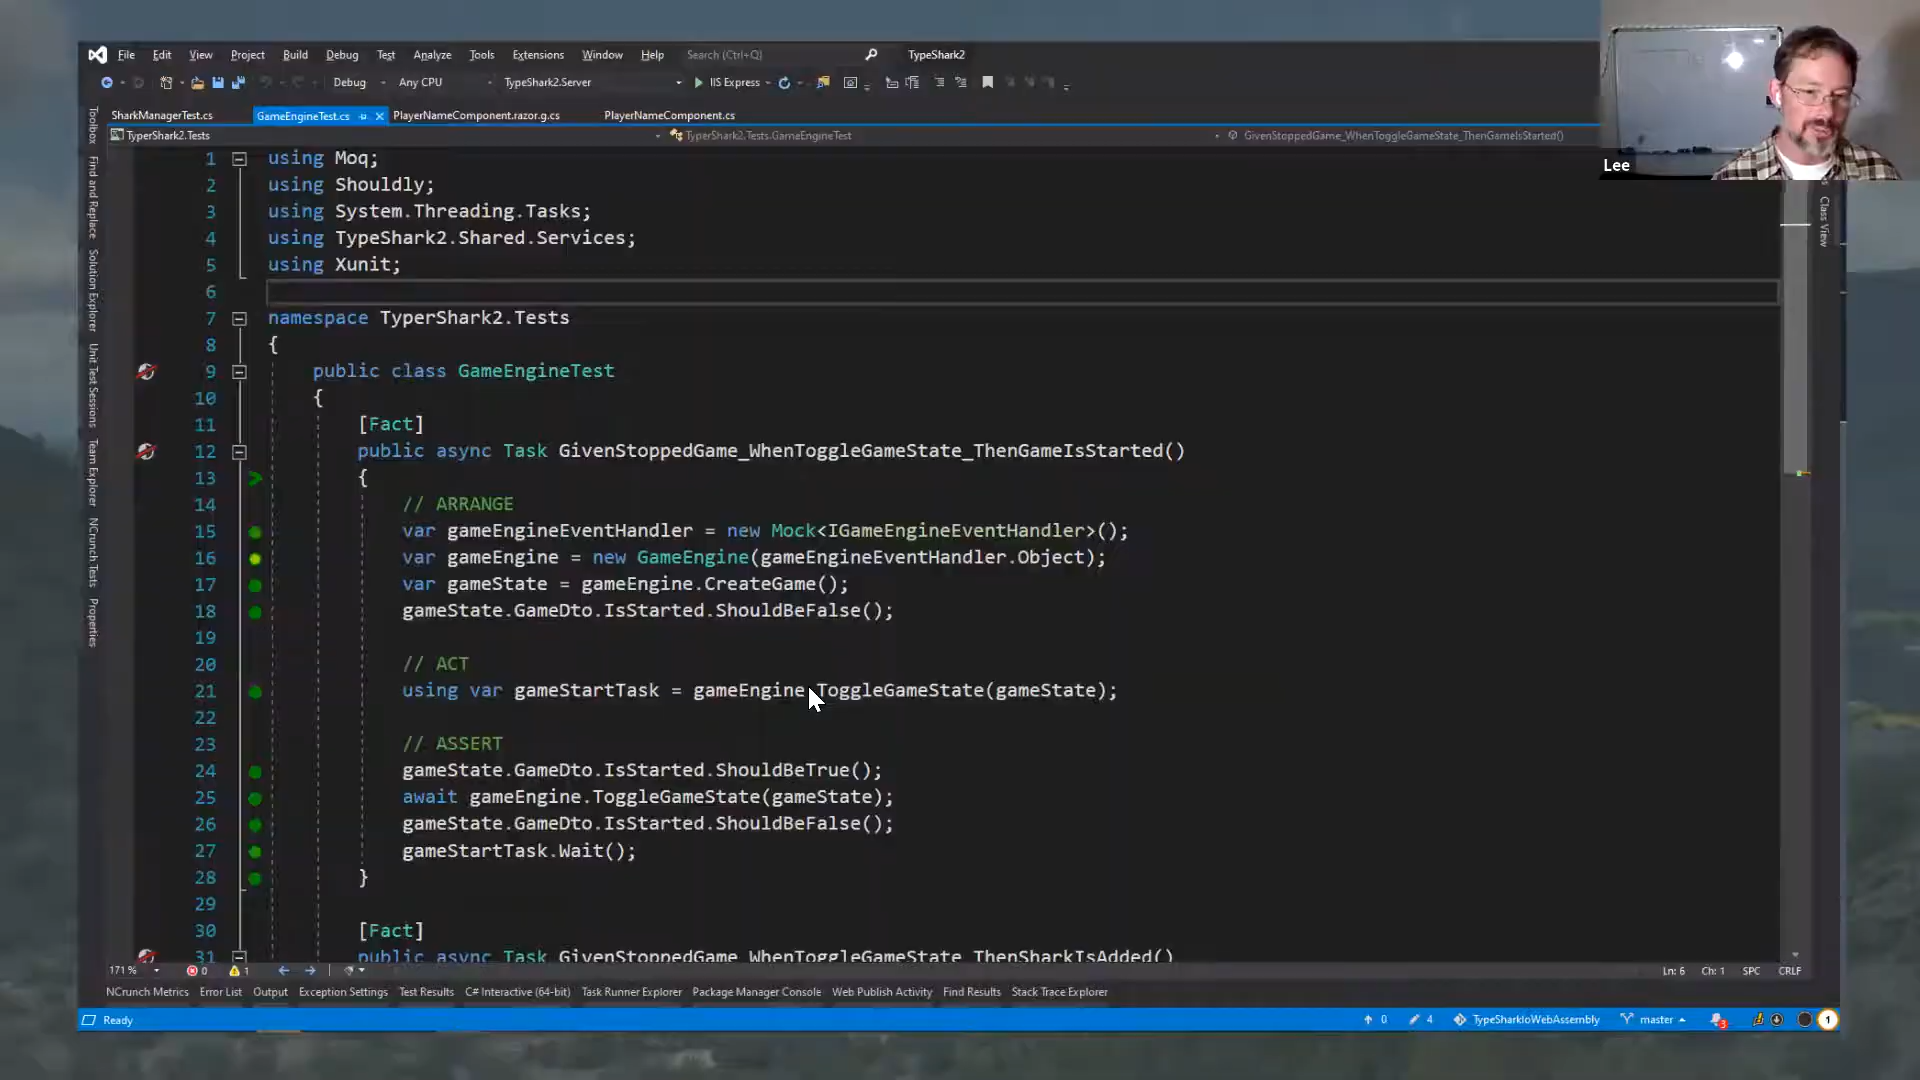 File Edit View Project Build Debug Test Analyze Tools Extensions Window Help Search (Ctrl+Q) TypeShark2
Debug Any CPU TypeShark2.Server IIS Express
SharkManagerTest.cs GameEngineTest.cs PlayerNameComponent.razor.g.cs PlayerNameComponent.cs
TyperShark2.Tests TyperShark2.Tests.GameEngineTest GivenStoppedGame_WhenToggleGameState_ThenGameIsStarted()
Lee
Toolbox
Find and Replace
Solution Explorer
Unit Test Sessions
Team Explorer
NCrunch Tests
Properties
Class View
1 using Moq;
2 using Shouldly;
3 using System.Threading.Tasks;
4 using TypeShark2.Shared.Services;
5 using Xunit;
6
7 namespace TyperShark2.Tests
8 {
9 public class GameEngineTest
10 {
11 [Fact]
12 public async Task GivenStoppedGame_WhenToggleGameState_ThenGameIsStarted()
13 {
14 // ARRANGE
15 var gameEngineEventHandler = new Mock<IGameEngineEventHandler>();
16 var gameEngine = new GameEngine(gameEngineEventHandler.Object);
17 var gameState = gameEngine.CreateGame();
18 gameState.GameDto.IsStarted.ShouldBeFalse();
19
20 // ACT
21 using var gameStartTask = gameEngine.ToggleGameState(gameState);
22
23 // ASSERT
24 gameState.GameDto.IsStarted.ShouldBeTrue();
25 await gameEngine.ToggleGameState(gameState);
26 gameState.GameDto.IsStarted.ShouldBeFalse();
27 gameStartTask.Wait();
28 }
29
30 [Fact]
31 public async Task GivenStoppedGame_WhenToggleGameState_ThenSharkIsAdded()
171 % 0 1 Ln: 6 Ch: 1 SPC CRLF
NCrunch Metrics Error List Output Exception Settings Test Results C# Interactive (64-bit) Task Runner Explorer Package Manager Console Web Publish Activity Find Results Stack Trace Explorer
Ready 0 4 TypeSharkIoWebAssembly master 3 1